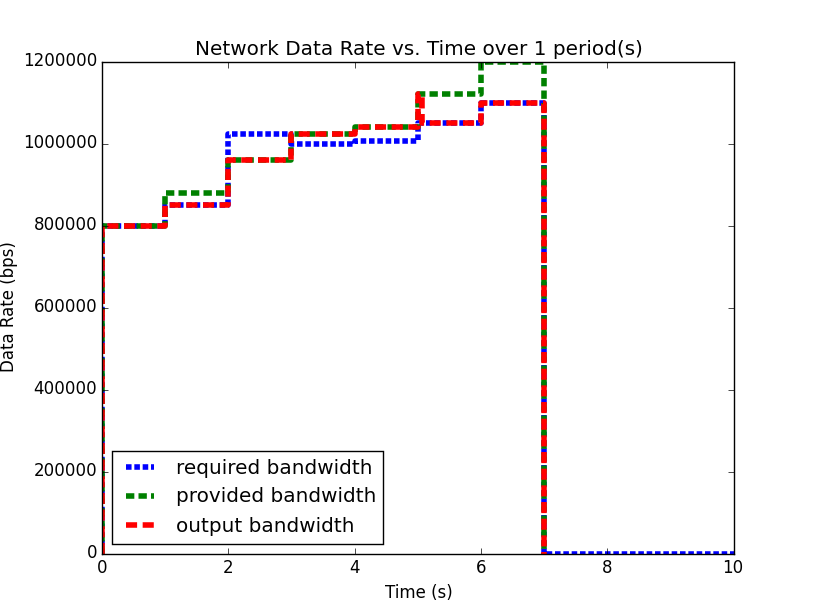 Network Data Rate vs. Time over 1 period(s)
1200000
1000000
800000
600000
400000
200000
0
Data Rate (bps)
required bandwidth
provided bandwidth
output bandwidth
0 2 4 6 8 10
Time (s)